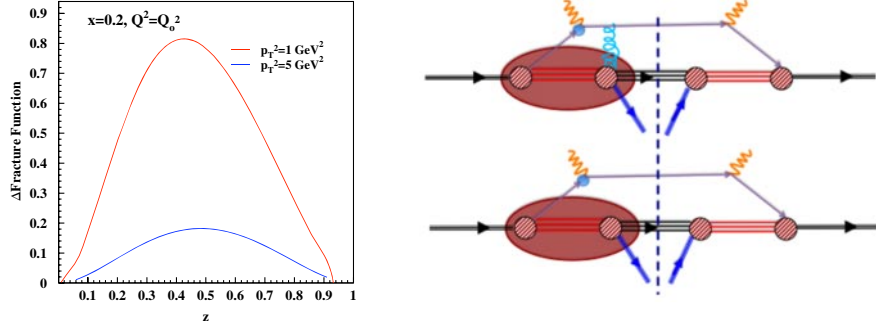 0.9
0.8
0.7
0.6
0.5
0.4
0.3
0.2
0.1
0
ΔFracture Function
x=0.2, Q²=Qₒ²
p_T²=1 GeV²
p_T²=5 GeV²
0.1 0.2 0.3 0.4 0.5 0.6 0.7 0.8 0.9 1
z